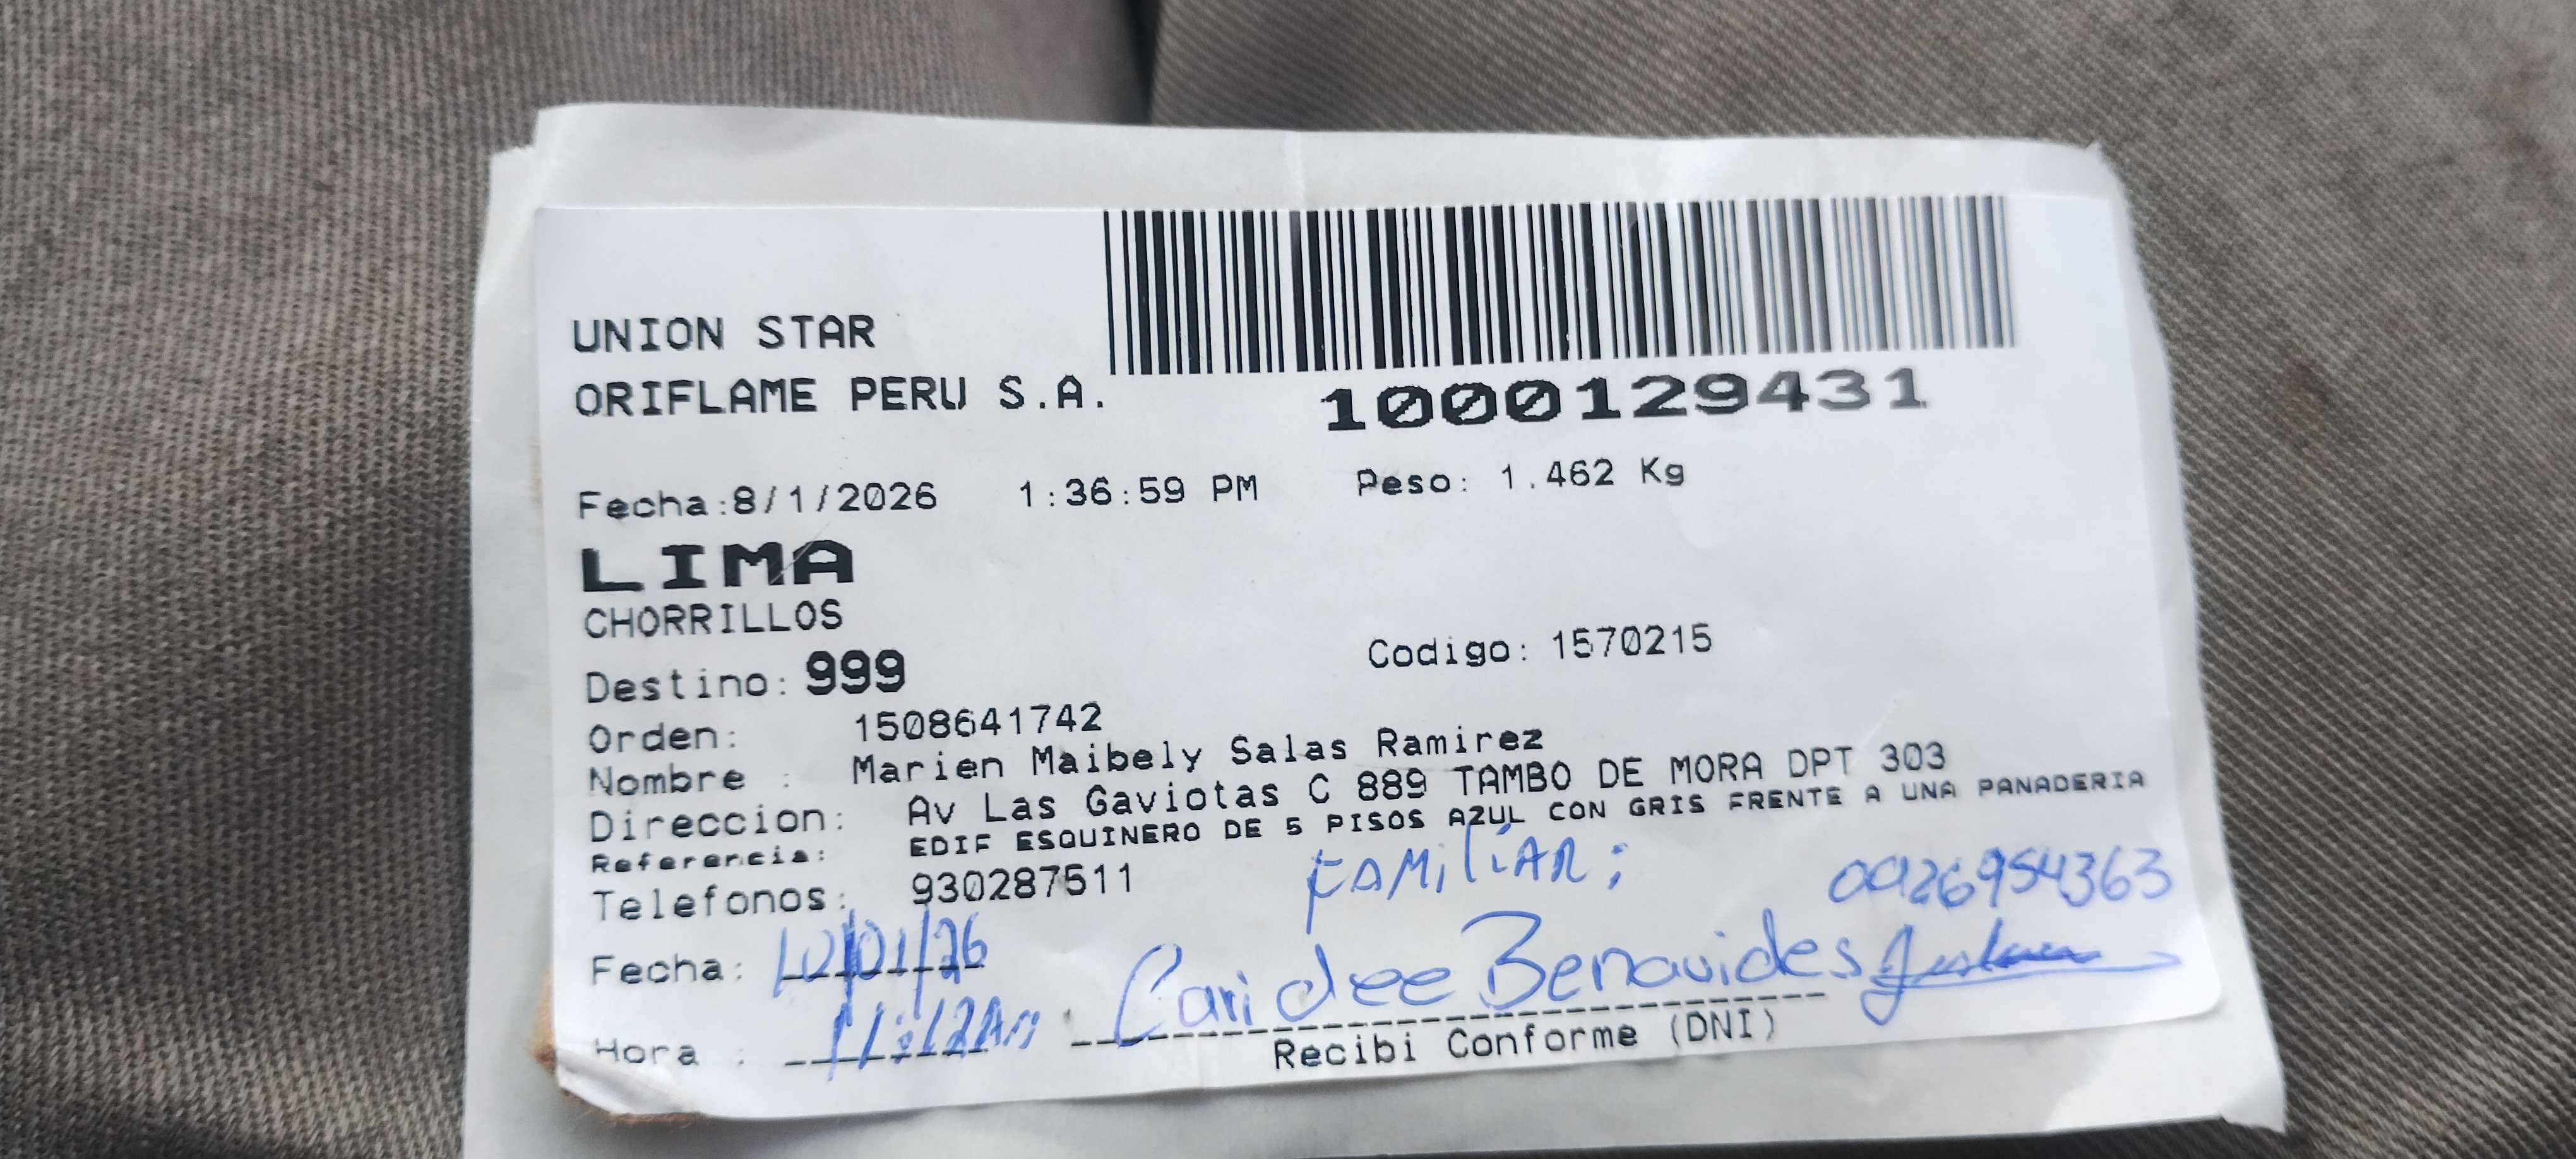 UNION STAR
ORIFLAME PERU S.A.
1000129431
Fecha:8/1/2026 1:36:59 PM Peso: 1.462 Kg
LIMA
CHORRILLOS
Destino: 999 Codigo: 1570215
Orden: 1508641742
Nombre : Marien Maibely Salas Ramirez
Direccion: Av Las Gaviotas C 889 TAMBO DE MORA DPT 303
Referencia: EDIF ESQUINERO DE 5 PISOS AZUL CON GRIS FRENTE A UNA PANADERIA
Telefonos: 930287511 FAMILIAR: 0926954363
Fecha: 10/01/26 Caridee Benavides
Hora : 11:12Am
Recibi Conforme (DNI)